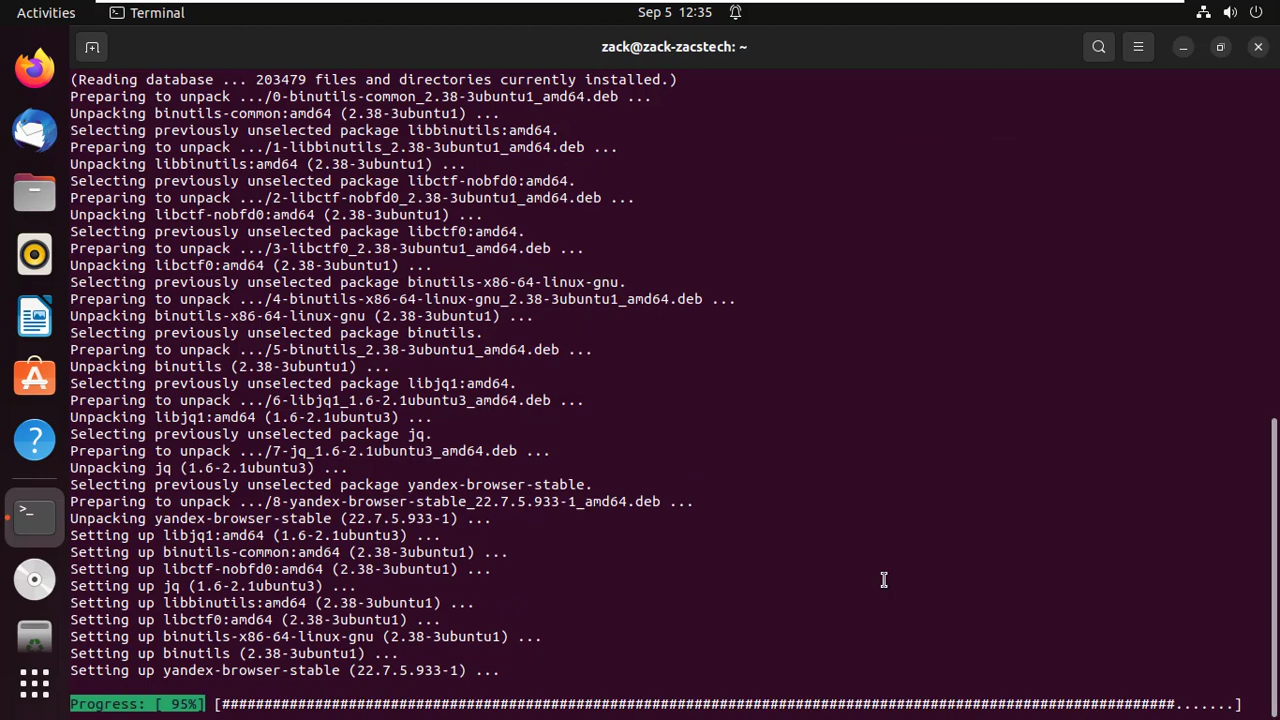 Activities
Terminal
Sep 5 12:35
zack@zack-zacstech: ~
(Reading database ... 203479 files and directories currently installed.)
Preparing to unpack .../0-binutils-common_2.38-3ubuntu1_amd64.deb ...
Unpacking binutils-common:amd64 (2.38-3ubuntu1) ...
Selecting previously unselected package libbinutils:amd64.
Preparing to unpack .../1-libbinutils_2.38-3ubuntu1_amd64.deb ...
Unpacking libbinutils:amd64 (2.38-3ubuntu1) ...
Selecting previously unselected package libctf-nobfd0:amd64.
Preparing to unpack .../2-libctf-nobfd0_2.38-3ubuntu1_amd64.deb ...
Unpacking libctf-nobfd0:amd64 (2.38-3ubuntu1) ...
Selecting previously unselected package libctf0:amd64.
Preparing to unpack .../3-libctf0_2.38-3ubuntu1_amd64.deb ...
Unpacking libctf0:amd64 (2.38-3ubuntu1) ...
Selecting previously unselected package binutils-x86-64-linux-gnu.
Preparing to unpack .../4-binutils-x86-64-linux-gnu_2.38-3ubuntu1_amd64.deb ...
Unpacking binutils-x86-64-linux-gnu (2.38-3ubuntu1) ...
Selecting previously unselected package binutils.
Preparing to unpack .../5-binutils_2.38-3ubuntu1_amd64.deb ...
Unpacking binutils (2.38-3ubuntu1) ...
Selecting previously unselected package libjq1:amd64.
Preparing to unpack .../6-libjq1_1.6-2.1ubuntu3_amd64.deb ...
Unpacking libjq1:amd64 (1.6-2.1ubuntu3) ...
Selecting previously unselected package jq.
Preparing to unpack .../7-jq_1.6-2.1ubuntu3_amd64.deb ...
Unpacking jq (1.6-2.1ubuntu3) ...
Selecting previously unselected package yandex-browser-stable.
Preparing to unpack .../8-yandex-browser-stable_22.7.5.933-1_amd64.deb ...
Unpacking yandex-browser-stable (22.7.5.933-1) ...
Setting up libjq1:amd64 (1.6-2.1ubuntu3) ...
Setting up binutils-common:amd64 (2.38-3ubuntu1) ...
Setting up libctf-nobfd0:amd64 (2.38-3ubuntu1) ...
Setting up jq (1.6-2.1ubuntu3) ...
Setting up libbinutils:amd64 (2.38-3ubuntu1) ...
Setting up libctf0:amd64 (2.38-3ubuntu1) ...
Setting up binutils-x86-64-linux-gnu (2.38-3ubuntu1) ...
Setting up binutils (2.38-3ubuntu1) ...
Setting up yandex-browser-stable (22.7.5.933-1) ...
Progress: [ 95%] [#################################################################################################################.......]